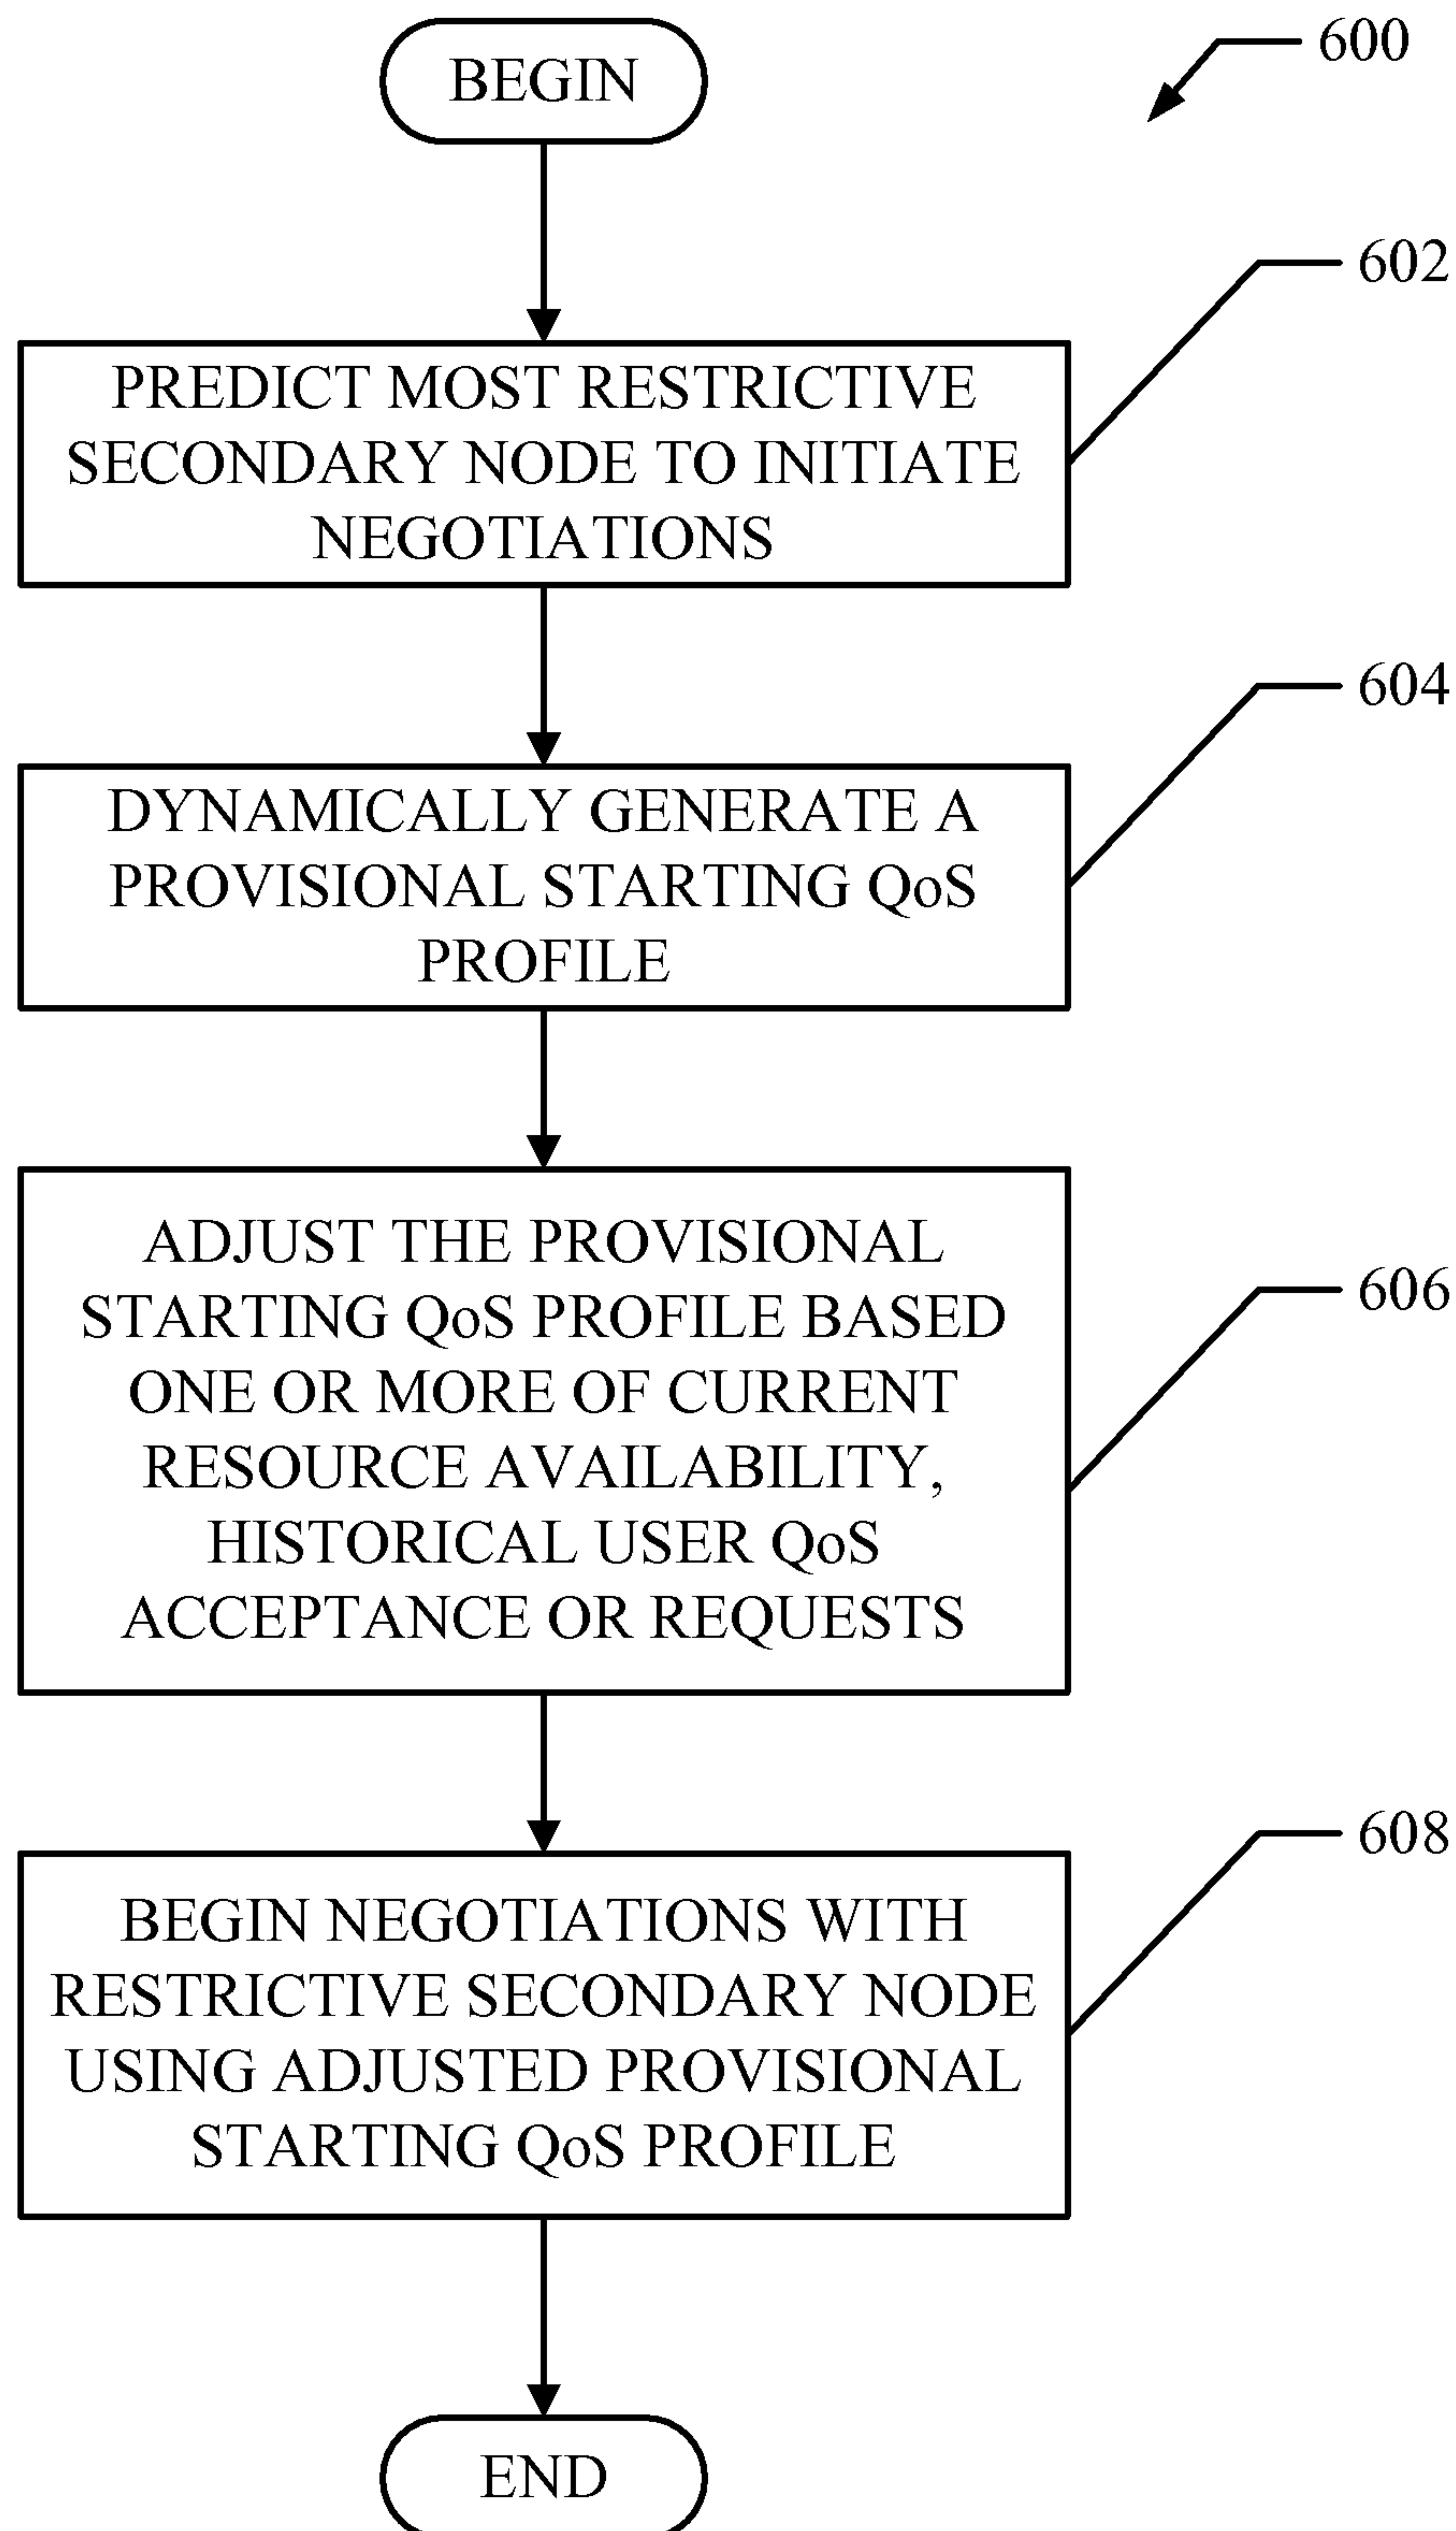 BEGIN
600
602
PREDICT MOST RESTRICTIVE
SECONDARY NODE TO INITIATE
NEGOTIATIONS
604
DYNAMICALLY GENERATE A
PROVISIONAL STARTING QoS
PROFILE
606
ADJUST THE PROVISIONAL
STARTING QoS PROFILE BASED
ONE OR MORE OF CURRENT
RESOURCE AVAILABILITY,
HISTORICAL USER QoS
ACCEPTANCE OR REQUESTS
608
BEGIN NEGOTIATIONS WITH
RESTRICTIVE SECONDARY NODE
USING ADJUSTED PROVISIONAL
STARTING QoS PROFILE
END